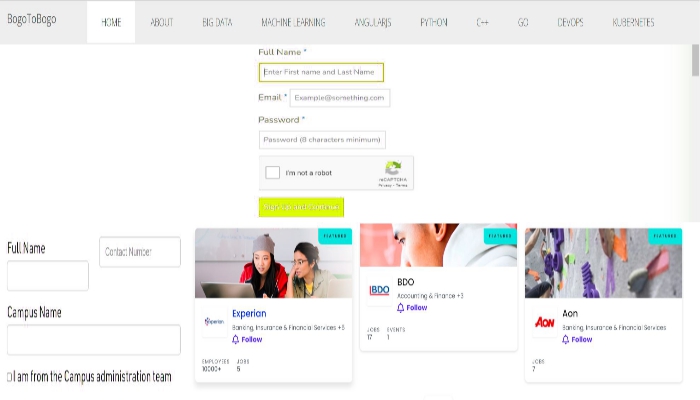 BogoToBogo
HOME ABOUT BIG DATA MACHINE LEARNING ANGULARJS PYTHON C++ GO DEVOPS KUBERNETES
Full Name *
Enter First name and Last Name
Email * Example@something.com
Password *
Password (8 characters minimum)
I'm not a robot
reCAPTCHA
Privacy - Terms
Full Name
Contact Number
Campus Name
I am from the Campus administration team
FEATURED
Experian
Experian
Banking, Insurance & Financial Services +5
Follow
EMPLOYEES JOBS
10000+ 5
FEATURED
BDO
BDO
Accounting & Finance +3
Follow
JOBS EVENTS
17 1
FEATURED
AON
Aon
Banking, Insurance & Financial Services
Follow
JOBS
7